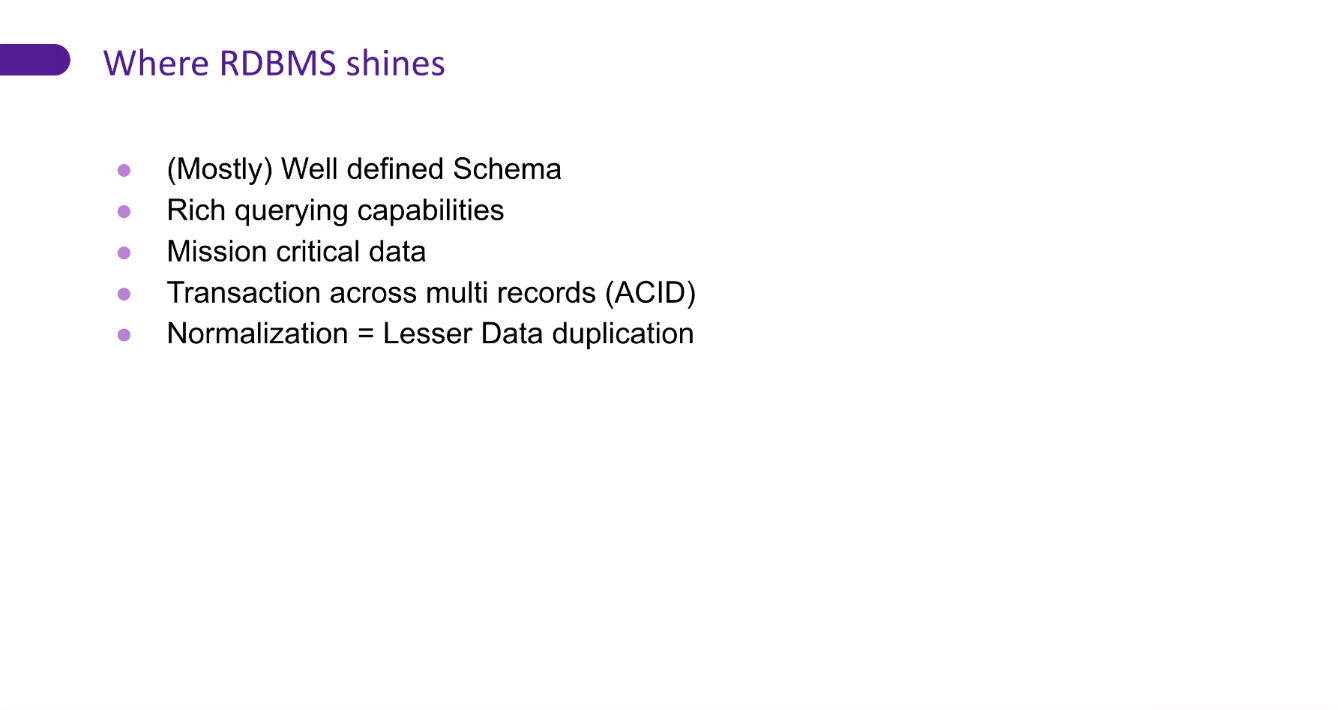 Where RDBMS shines
(Mostly) Well defined Schema
Rich querying capabilities
Mission critical data
Transaction across multi records (ACID)
Normalization = Lesser Data duplication